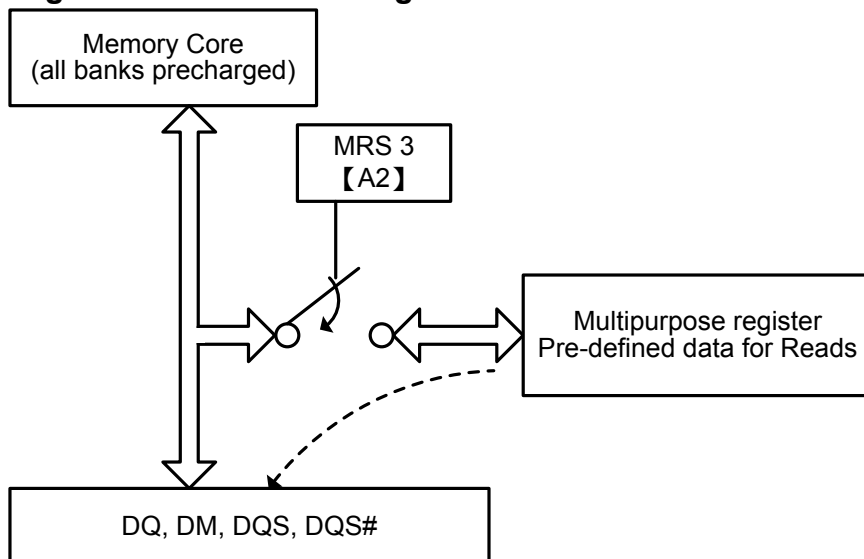 Memory Core
(all banks precharged)
MRS 3
【A2】
Multipurpose register
Pre-defined data for Reads
DQ, DM, DQS, DQS#